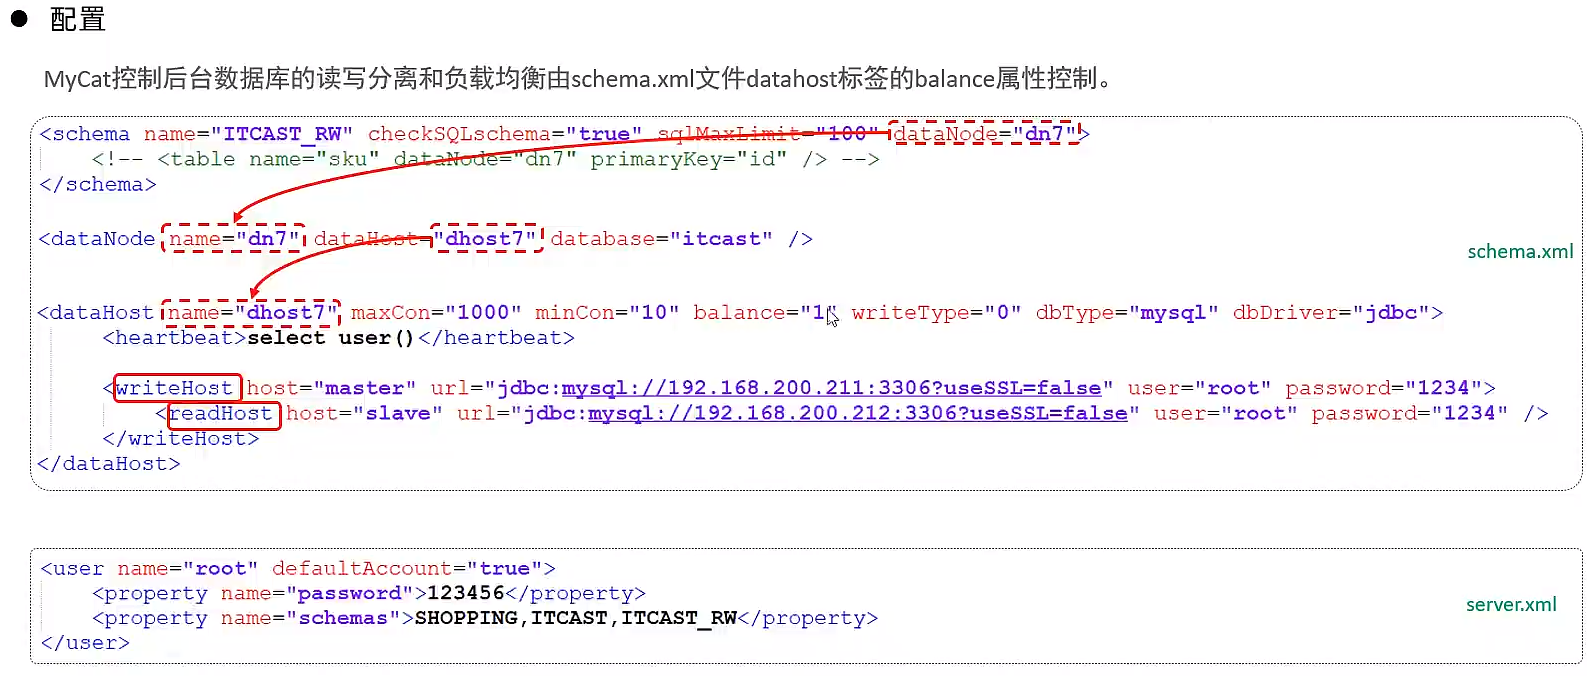 ● 配置
MyCat控制后台数据库的读写分离和负载均衡由schema.xml文件datahost标签的balance属性控制。
<schema name="ITCAST_RW" checkSQLschema="true" sqlMaxLimit="100" dataNode="dn7">
<!-- <table name="sku" dataNode="dn7" primaryKey="id" /> -->
</schema>
<dataNode name="dn7" dataHost="dhost7" database="itcast" />
schema.xml
<dataHost name="dhost7" maxCon="1000" minCon="10" balance="1" writeType="0" dbType="mysql" dbDriver="jdbc">
<heartbeat>select user()</heartbeat>
<writeHost host="master" url="jdbc:mysql://192.168.200.211:3306?useSSL=false" user="root" password="1234">
<readHost host="slave" url="jdbc:mysql://192.168.200.212:3306?useSSL=false" user="root" password="1234" />
</writeHost>
</dataHost>
<user name="root" defaultAccount="true">
<property name="password">123456</property>
server.xml
<property name="schemas">SHOPPING,ITCAST,ITCAST_RW</property>
</user>